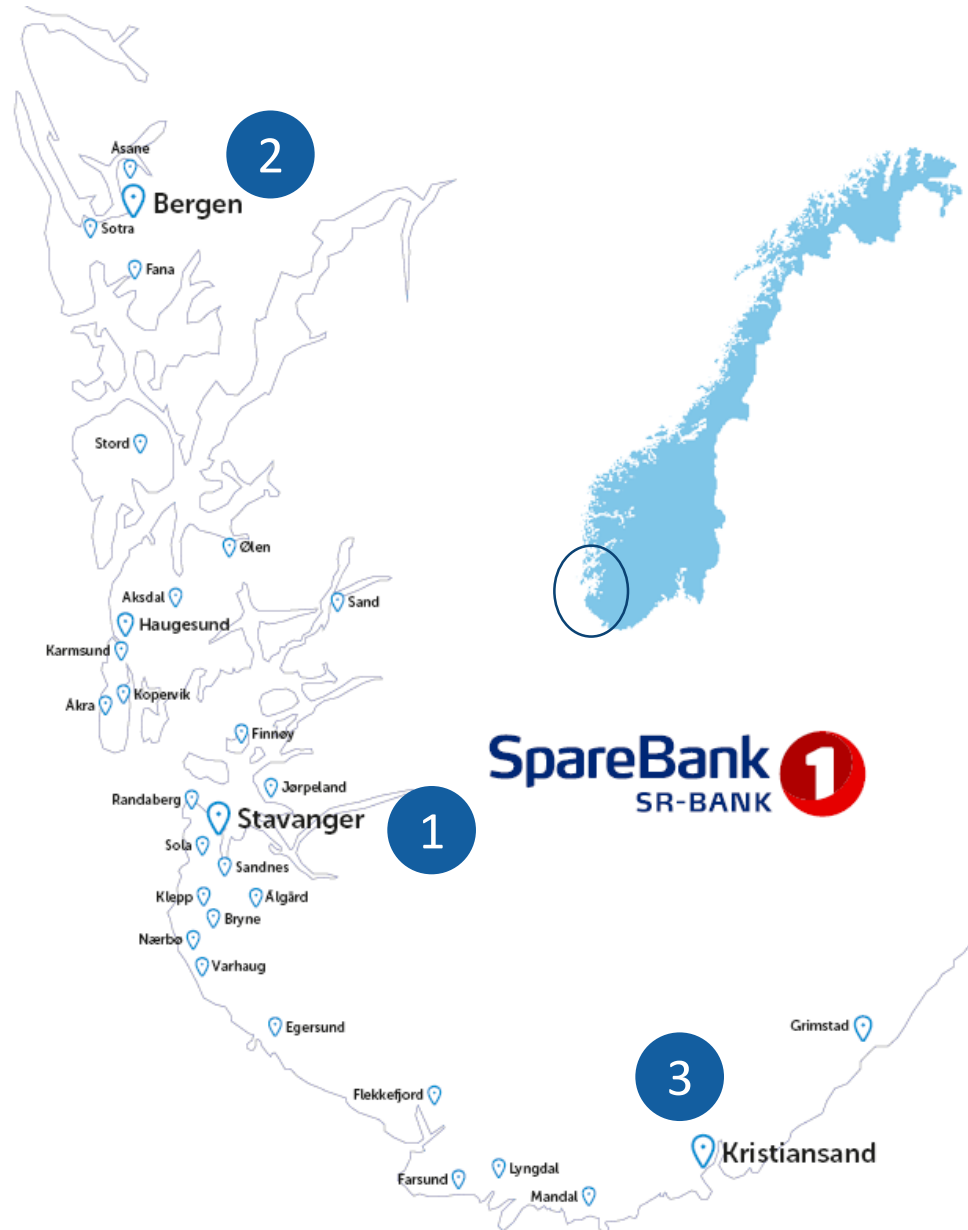 Åsane
2
Bergen
Sotra
Fana
Stord
Ølen
Aksdal
Sand
Haugesund
Karmsund
Kopervik
Åkra
Finnøy
SpareBank 1
SR-BANK
Jørpeland
Randaberg
Stavanger
1
Sola
Sandnes
Klepp
Ålgård
Bryne
Nærbø
Varhaug
Egersund
Grimstad
3
Flekkefjord
Kristiansand
Lyngdal
Farsund
Mandal